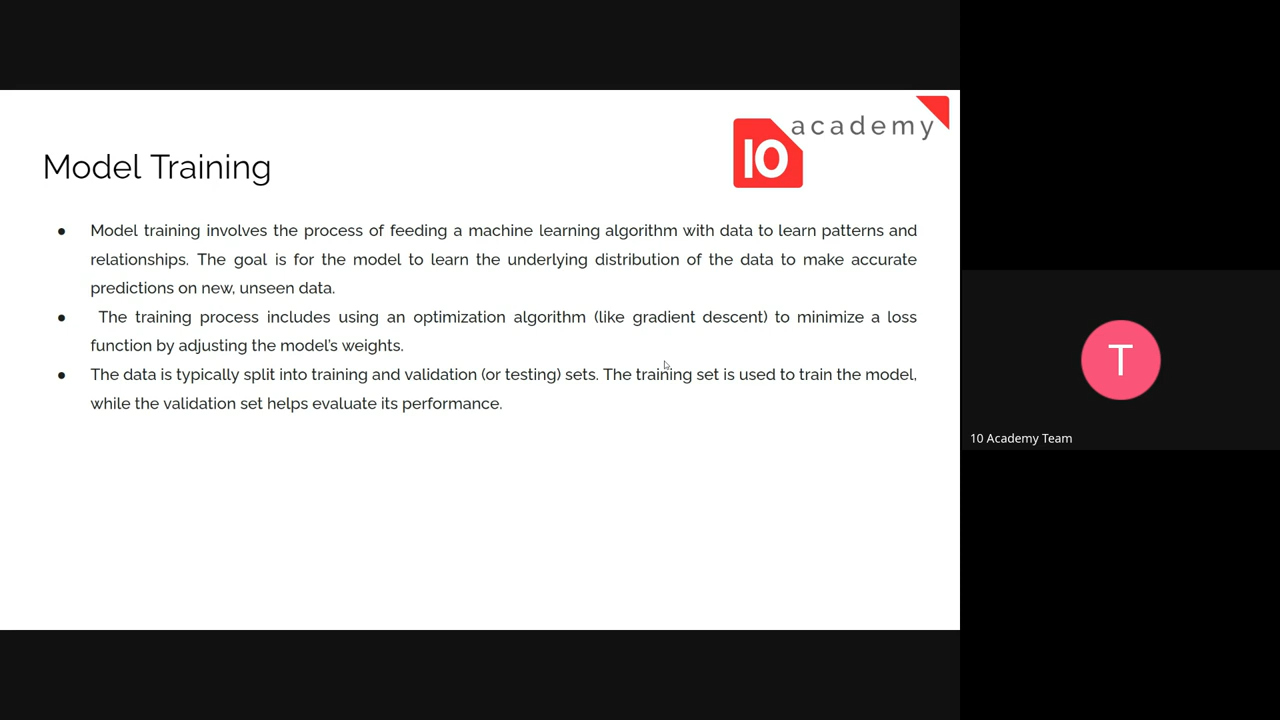 academy
10
Model Training
● Model training involves the process of feeding a machine learning algorithm with data to learn patterns and
relationships. The goal is for the model to learn the underlying distribution of the data to make accurate
predictions on new, unseen data.
● The training process includes using an optimization algorithm (like gradient descent) to minimize a loss
function by adjusting the model’s weights.
● The data is typically split into training and validation (or testing) sets. The training set is used to train the model,
while the validation set helps evaluate its performance.
T
10 Academy Team